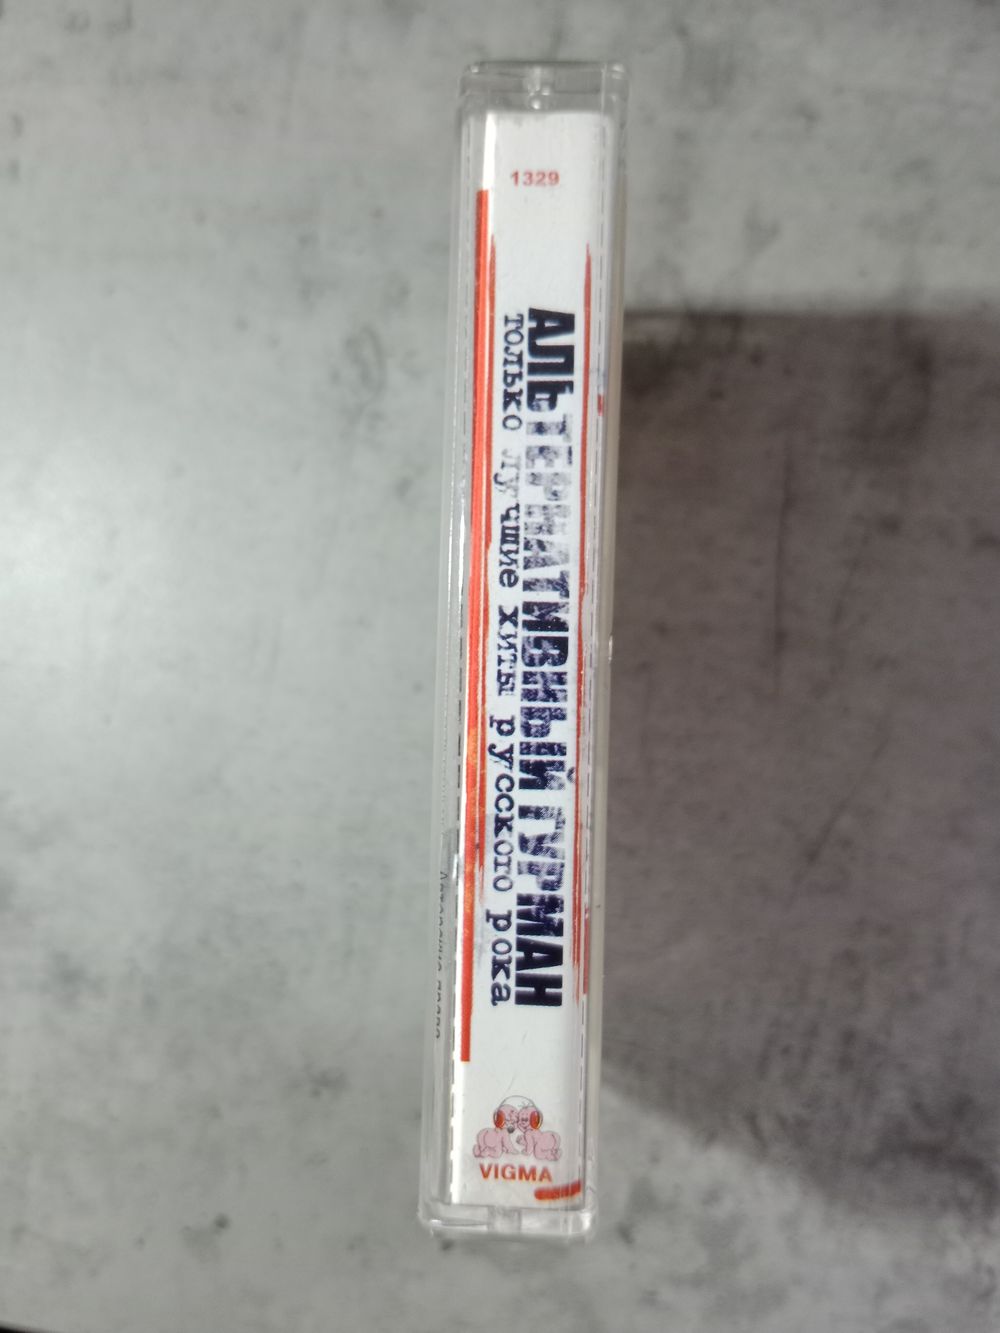 1329
АЛЬТЕРНАТИВНЫЙ ГУРМАН
только лучшие хиты русского рока
VIGMA